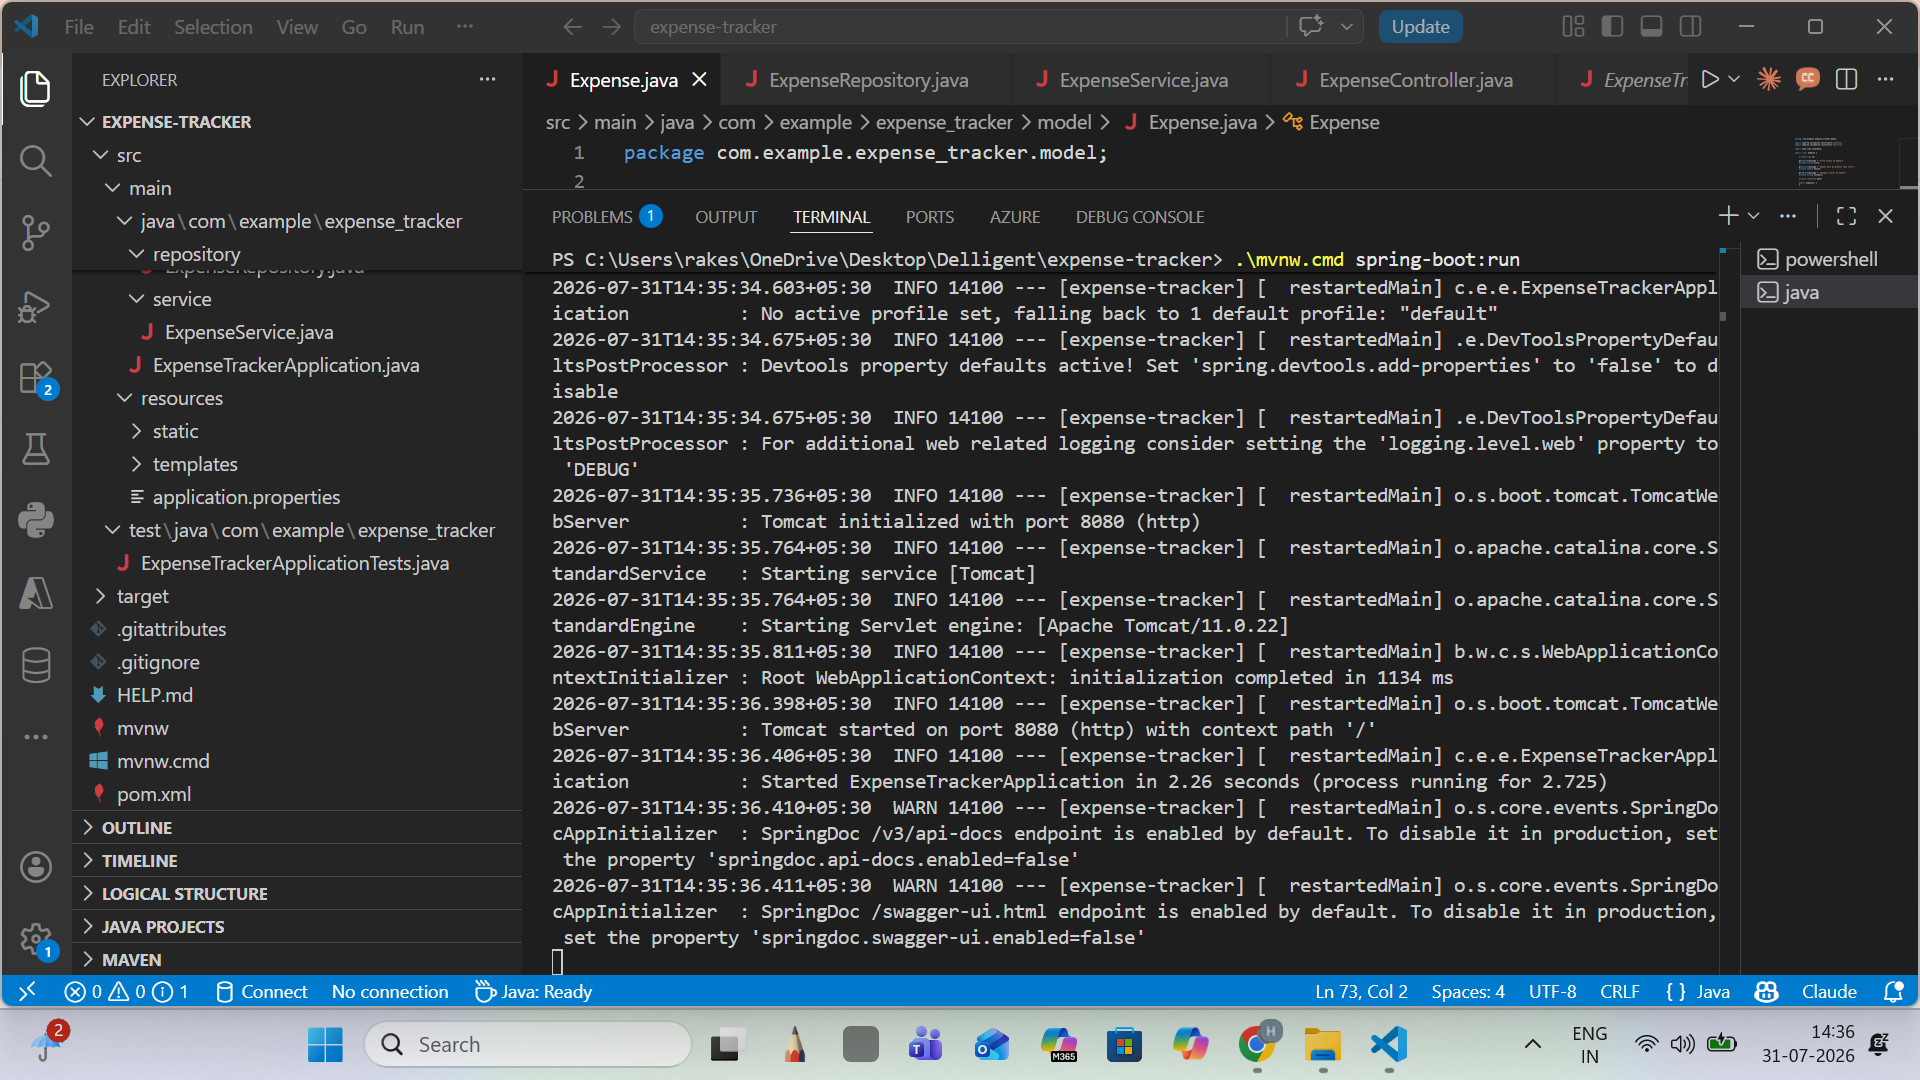 File Edit Selection View Go Run ···
expense-tracker
Update
EXPLORER
EXPENSE-TRACKER
src
main
java\com\example\expense_tracker
repository
ExpenseRepository.java
service
ExpenseService.java
ExpenseTrackerApplication.java
resources
static
templates
application.properties
test\java\com\example\expense_tracker
ExpenseTrackerApplicationTests.java
target
.gitattributes
.gitignore
HELP.md
mvnw
mvnw.cmd
pom.xml
OUTLINE
TIMELINE
LOGICAL STRUCTURE
JAVA PROJECTS
MAVEN
2
1
Expense.java ExpenseRepository.java ExpenseService.java ExpenseController.java ExpenseTr
CC
src > main > java > com > example > expense_tracker > model > Expense.java > Expense
1 package com.example.expense_tracker.model;
2
PROBLEMS 1 OUTPUT TERMINAL PORTS AZURE DEBUG CONSOLE
powershell
java
PS C:\Users\rakes\OneDrive\Desktop\Delligent\expense-tracker> .\mvnw.cmd spring-boot:run
2026-07-31T14:35:34.603+05:30  INFO 14100 --- [expense-tracker] [  restartedMain] c.e.e.ExpenseTrackerAppl
ication          : No active profile set, falling back to 1 default profile: "default"
2026-07-31T14:35:34.675+05:30  INFO 14100 --- [expense-tracker] [  restartedMain] .e.DevToolsPropertyDefau
ltsPostProcessor : Devtools property defaults active! Set 'spring.devtools.add-properties' to 'false' to d
isable
2026-07-31T14:35:34.675+05:30  INFO 14100 --- [expense-tracker] [  restartedMain] .e.DevToolsPropertyDefau
ltsPostProcessor : For additional web related logging consider setting the 'logging.level.web' property to
 'DEBUG'
2026-07-31T14:35:35.736+05:30  INFO 14100 --- [expense-tracker] [  restartedMain] o.s.boot.tomcat.TomcatWe
bServer          : Tomcat initialized with port 8080 (http)
2026-07-31T14:35:35.764+05:30  INFO 14100 --- [expense-tracker] [  restartedMain] o.apache.catalina.core.S
tandardService   : Starting service [Tomcat]
2026-07-31T14:35:35.764+05:30  INFO 14100 --- [expense-tracker] [  restartedMain] o.apache.catalina.core.S
tandardEngine    : Starting Servlet engine: [Apache Tomcat/11.0.22]
2026-07-31T14:35:35.811+05:30  INFO 14100 --- [expense-tracker] [  restartedMain] b.w.c.s.WebApplicationCo
ntextInitializer : Root WebApplicationContext: initialization completed in 1134 ms
2026-07-31T14:35:36.398+05:30  INFO 14100 --- [expense-tracker] [  restartedMain] o.s.boot.tomcat.TomcatWe
bServer          : Tomcat started on port 8080 (http) with context path '/'
2026-07-31T14:35:36.406+05:30  INFO 14100 --- [expense-tracker] [  restartedMain] c.e.e.ExpenseTrackerAppl
ication          : Started ExpenseTrackerApplication in 2.26 seconds (process running for 2.725)
2026-07-31T14:35:36.410+05:30  WARN 14100 --- [expense-tracker] [  restartedMain] o.s.core.events.SpringDo
cAppInitializer  : SpringDoc /v3/api-docs endpoint is enabled by default. To disable it in production, set
 the property 'springdoc.api-docs.enabled=false'
2026-07-31T14:35:36.411+05:30  WARN 14100 --- [expense-tracker] [  restartedMain] o.s.core.events.SpringDo
cAppInitializer  : SpringDoc /swagger-ui.html endpoint is enabled by default. To disable it in production,
 set the property 'springdoc.swagger-ui.enabled=false'
0 0 1 Connect No connection Java: Ready Ln 73, Col 2 Spaces: 4 UTF-8 CRLF { } Java Claude
2 Search M365 H ENG 14:36
IN 31-07-2026